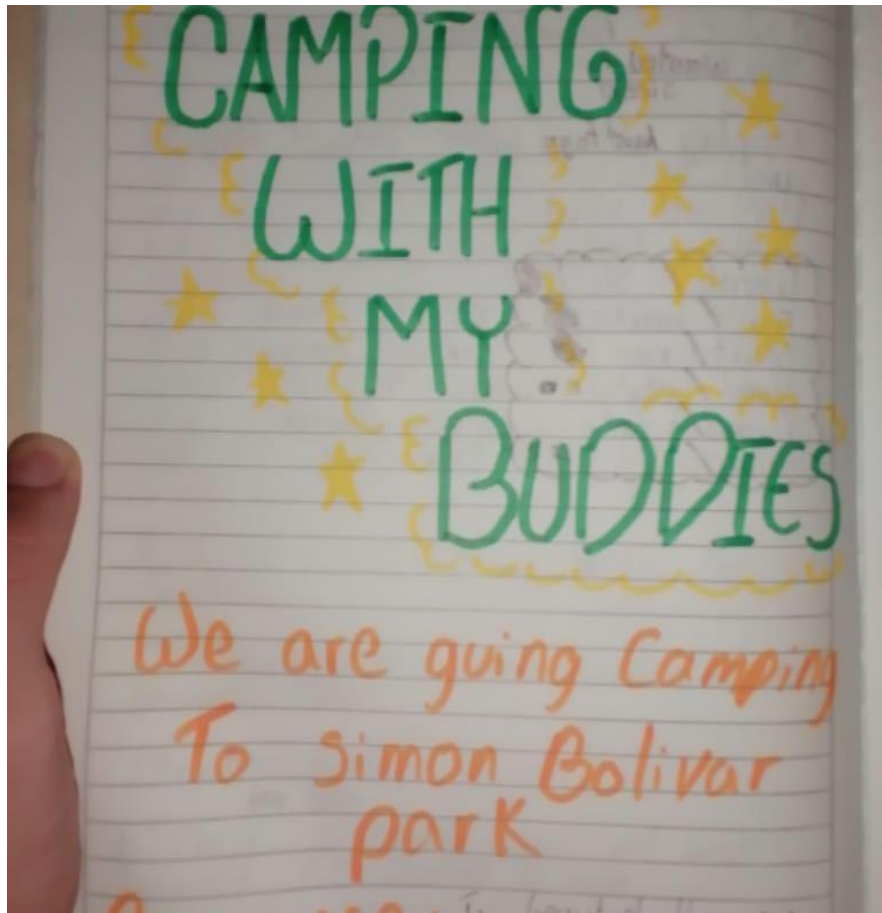 CAMPING
WITH
MY
BUDDIES
We are guing Camping
To Simon Bolivar
park